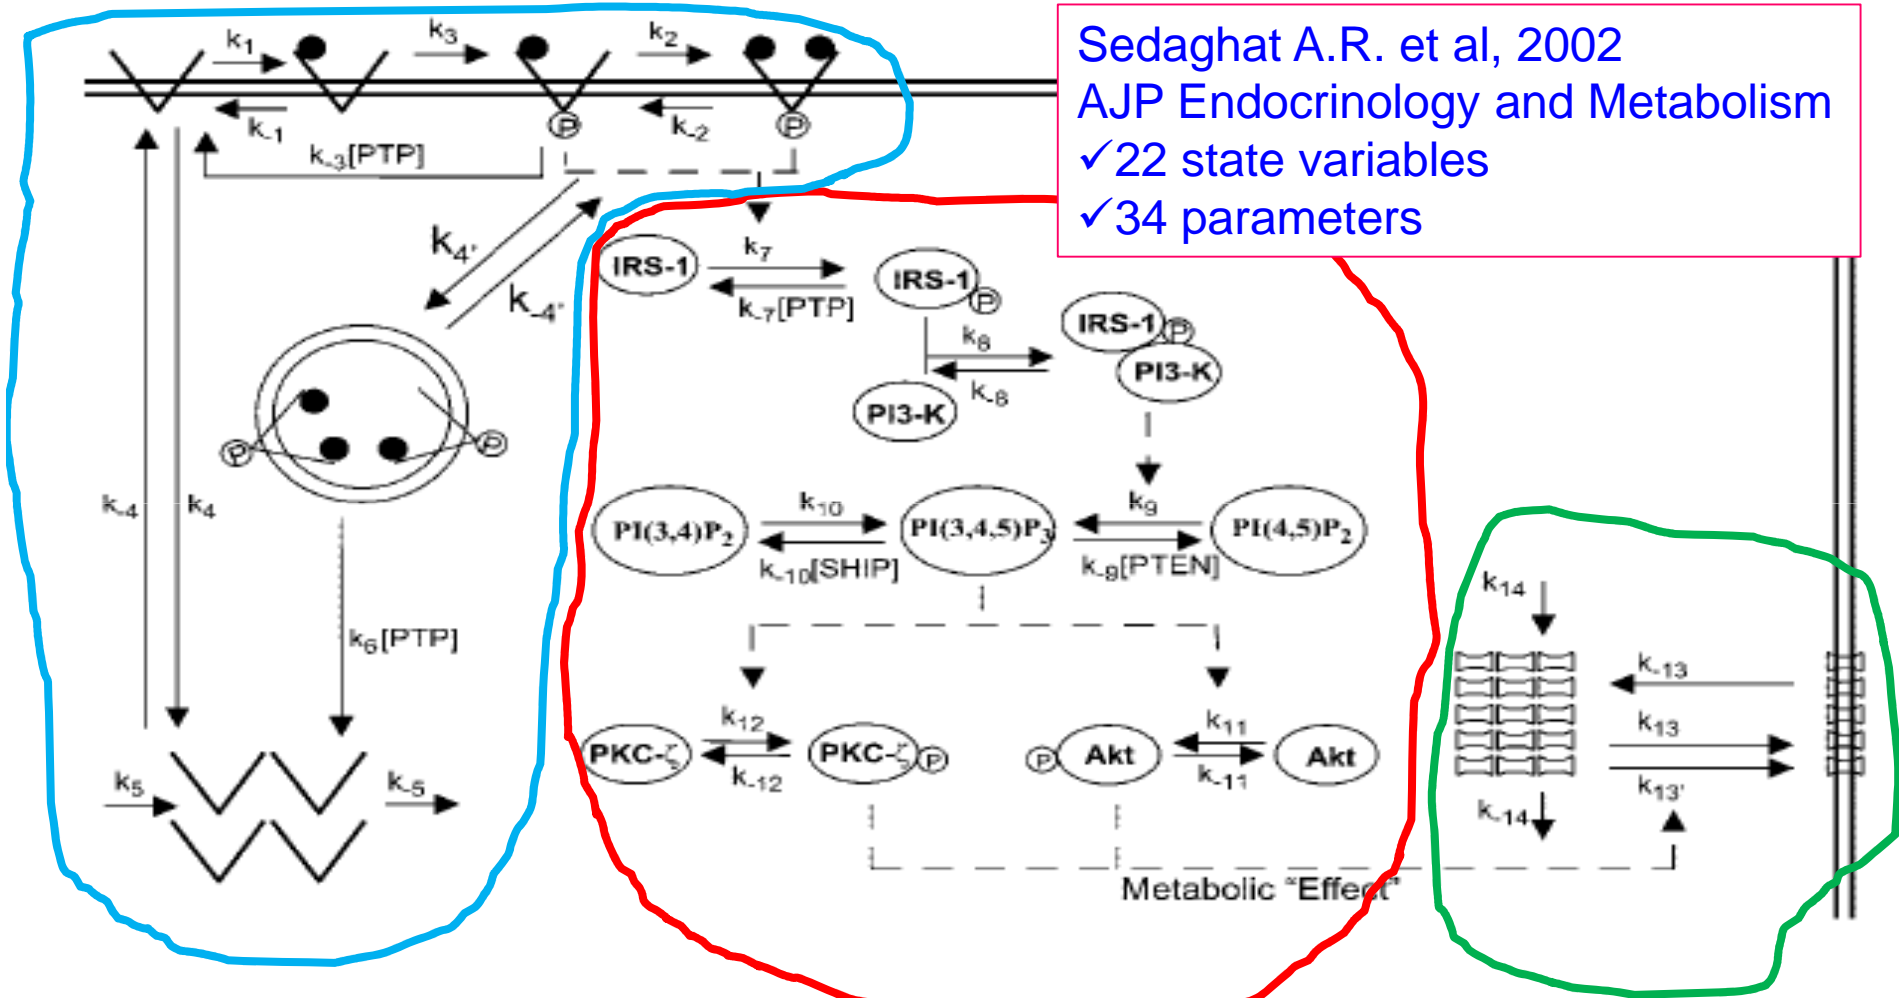 Sedaghat A.R. et al, 2002
AJP Endocrinology and Metabolism
✓22 state variables
✓34 parameters
k1
k3
k2
k-1
k-2
P
P
k-3[PTP]
k4'
k-4'
P
P
k-4
k4
k6[PTP]
k5
k-5
IRS-1
k7
k-7[PTP]
IRS-1
P
k8
k-8
IRS-1
P
PI3-K
PI3-K
PI(3,4)P2
k10
k-10[SHIP]
PI(3,4,5)P3
k9
k-9[PTEN]
PI(4,5)P2
PKC-ζ
k12
k-12
PKC-ζ
P
P
Akt
k11
k-11
Akt
Metabolic "Effect"
k14
k-13
k13
k13'
k-14